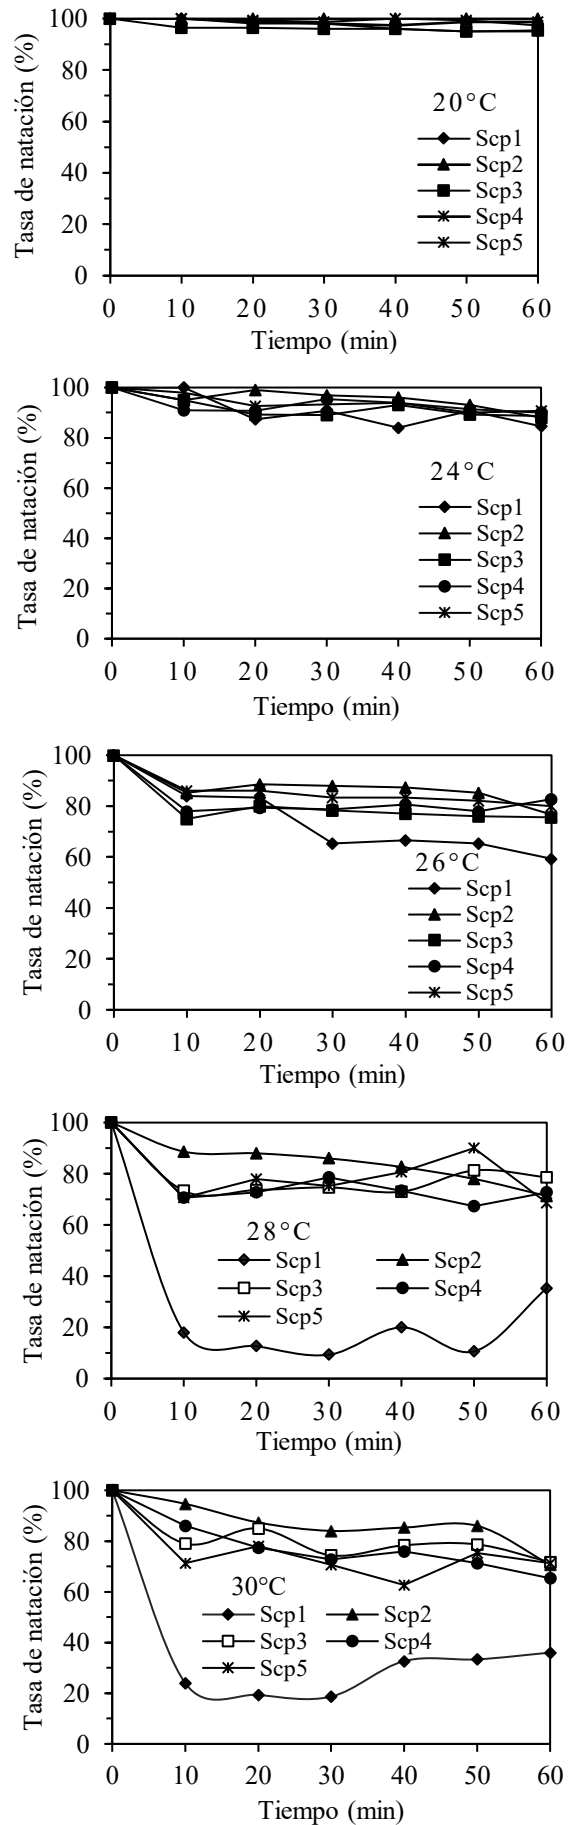 Tasa de natación (%)
100
80
60
40
20
0
20°C
Scp1
Scp2
Scp3
Scp4
Scp5
0 10 20 30 40 50 60
Tiempo (min)
Tasa de natación (%)
100
80
60
40
20
0
24°C
Scp1
Scp2
Scp3
Scp4
Scp5
0 10 20 30 40 50 60
Tiempo (min)
Tasa de natación (%)
100
80
60
40
20
0
26°C
Scp1
Scp2
Scp3
Scp4
Scp5
0 10 20 30 40 50 60
Tiempo (min)
Tasa de natación (%)
100
80
60
40
20
0
28°C
Scp1 Scp2
Scp3 Scp4
Scp5
0 10 20 30 40 50 60
Tiempo (min)
Tasa de natación (%)
100
80
60
40
20
0
30°C
Scp1 Scp2
Scp3 Scp4
Scp5
0 10 20 30 40 50 60
Tiempo (min)